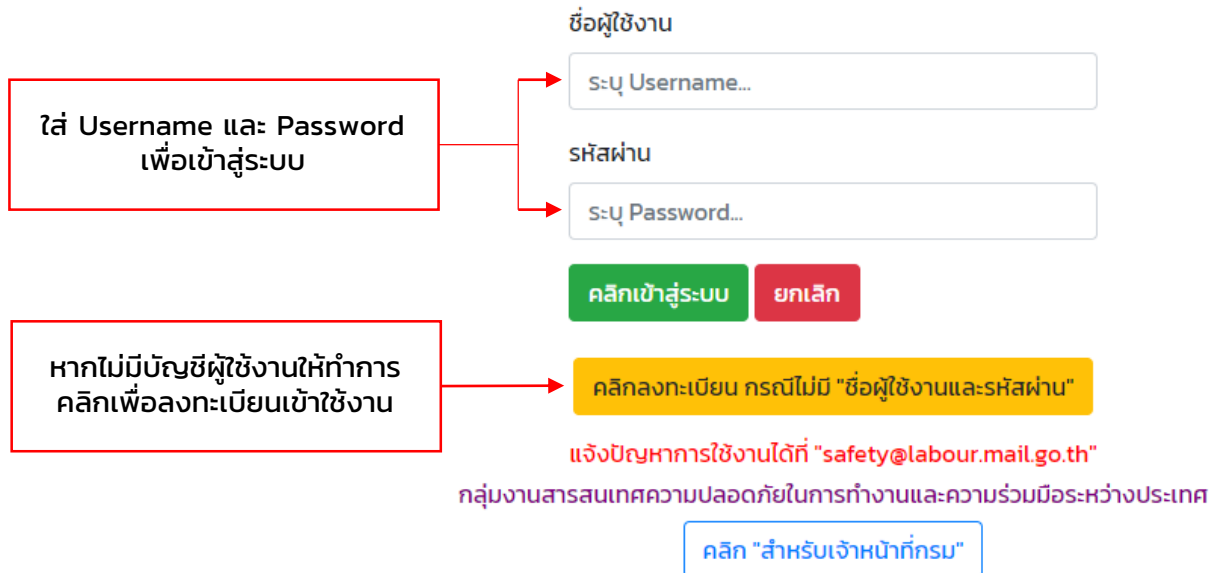 ชื่อผู้ใช้งาน
ระบุ Username...
ใส่ Username และ Password
เพื่อเข้าสู่ระบบ
รหัสผ่าน
ระบุ Password...
คลิกเข้าสู่ระบบ
ยกเลิก
หากไม่มีบัญชีผู้ใช้งานให้ทำการ
คลิกเพื่อลงทะเบียนเข้าใช้งาน
คลิกลงทะเบียน กรณีไม่มี "ชื่อผู้ใช้งานและรหัสผ่าน"
แจ้งปัญหาการใช้งานได้ที่ "safety@labour.mail.go.th"
กลุ่มงานสารสนเทศความปลอดภัยในการทำงานและความร่วมมือระหว่างประเทศ
คลิก "สำหรับเจ้าหน้าที่กรม"